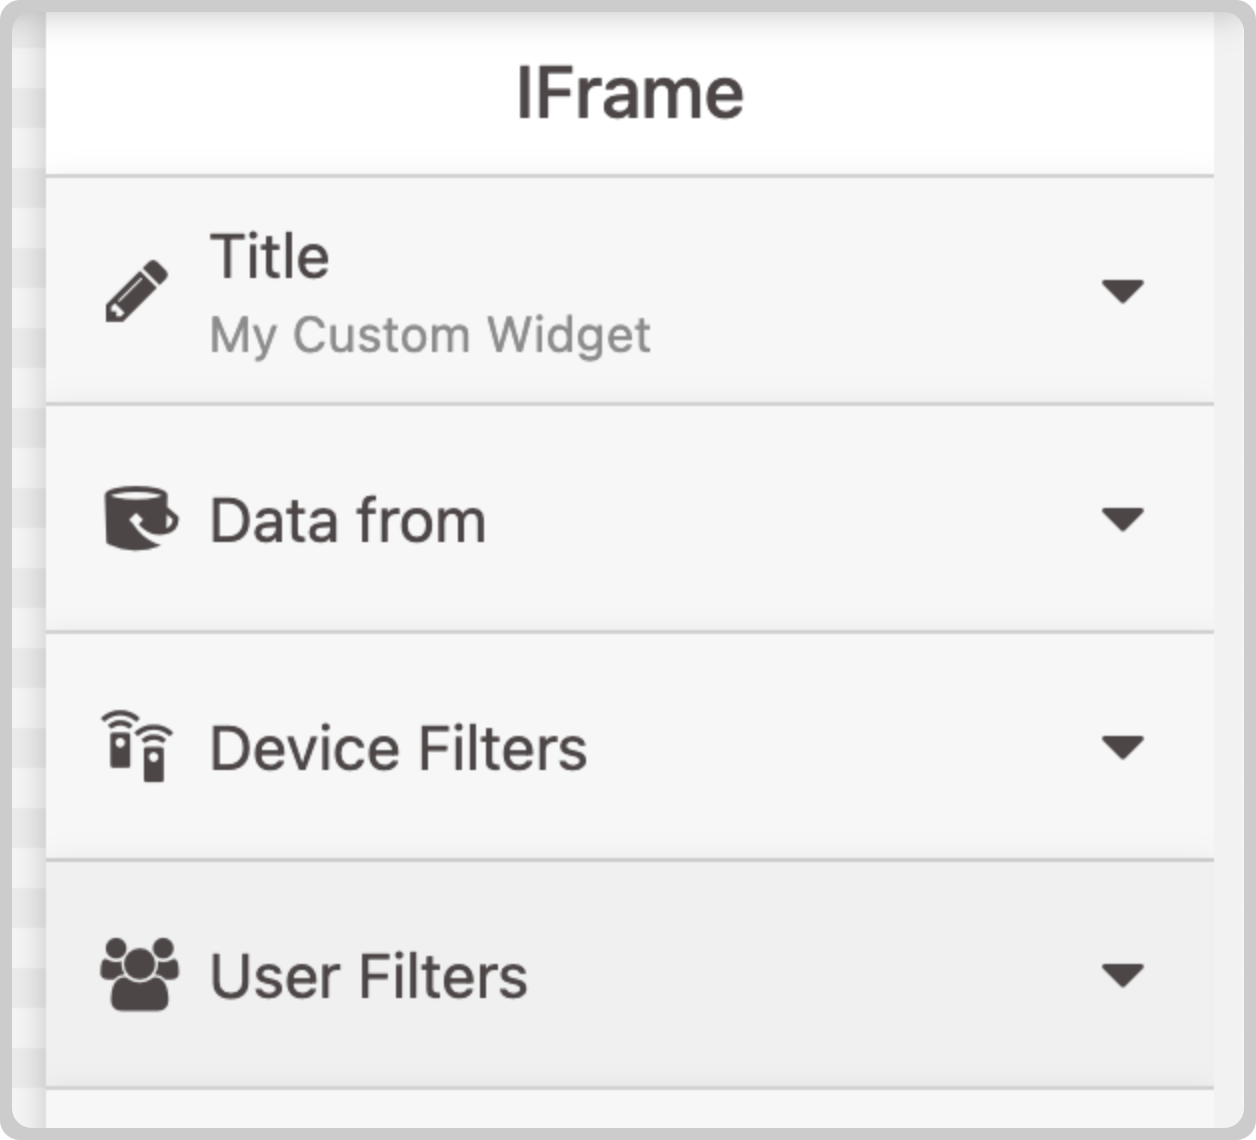 IFrame
Title
My Custom Widget
Data from
Device Filters
User Filters